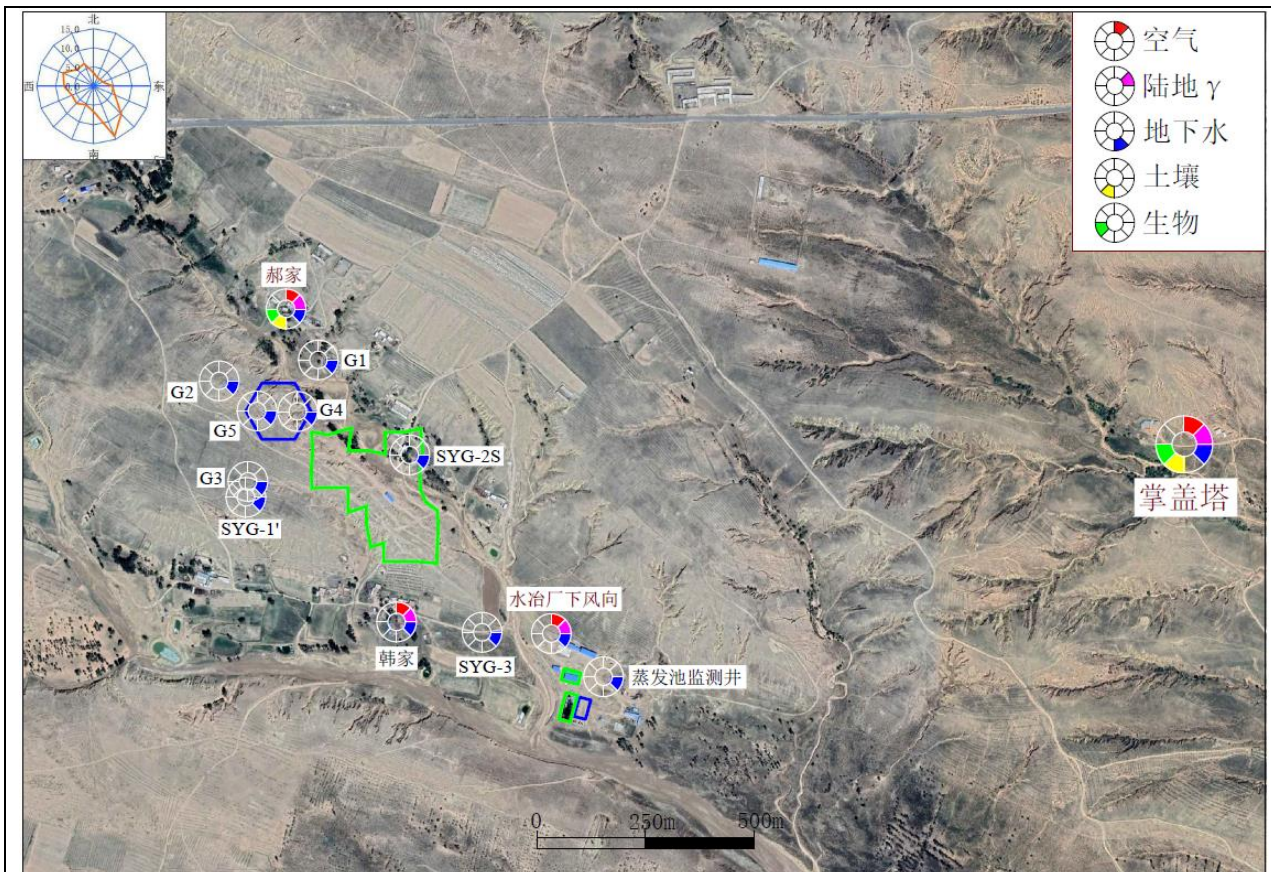 北
15.0
10.0
5.0
0.0
西
东
南
空气
陆地γ
地下水
土壤
生物
郝家
G1
G2
G4
G5
SYG-2S
G3
SYG-1'
掌盖塔
水冶厂下风向
韩家
SYG-3
蒸发池监测井
0
250m
500m